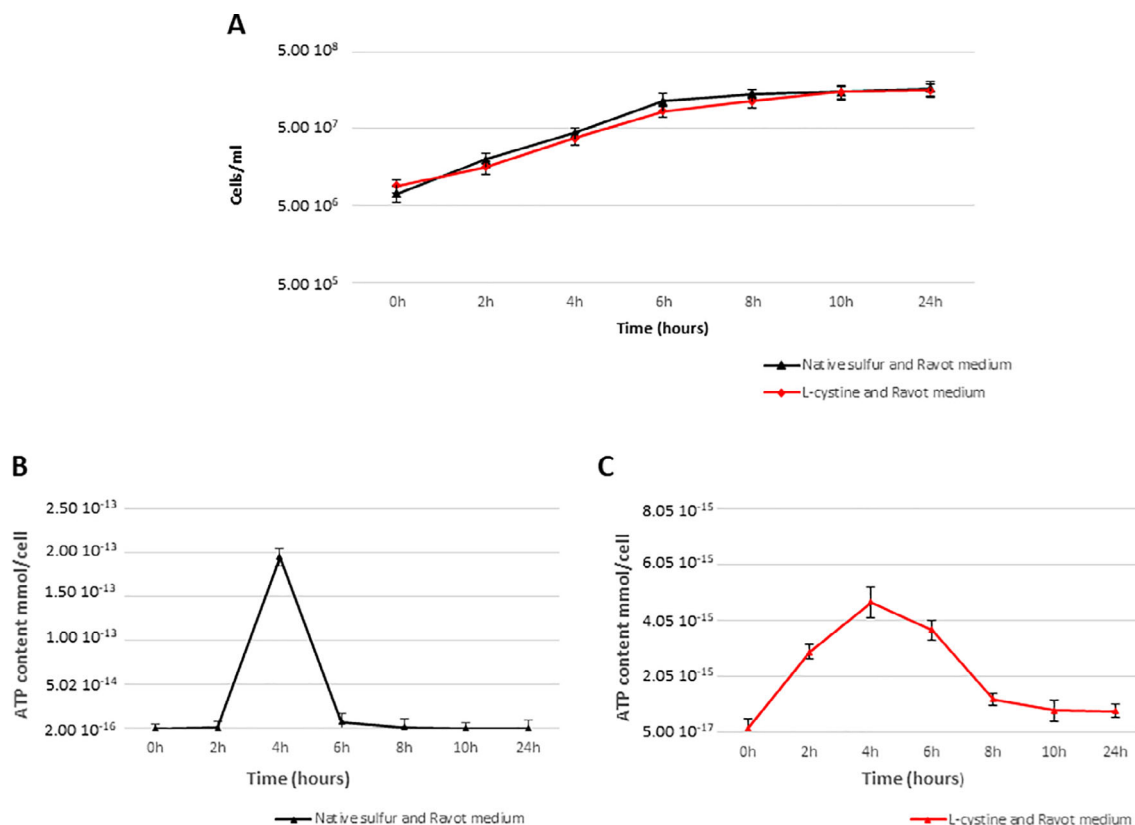 A
5.00 10⁸
5.00 10⁷
5.00 10⁶
5.00 10⁵
Cells/ml
0h 2h 4h 6h 8h 10h 24h
Time (hours)
Native sulfur and Ravot medium
L-cystine and Ravot medium
B
2.50 10⁻¹³
2.00 10⁻¹³
1.50 10⁻¹³
1.00 10⁻¹³
5.02 10⁻¹⁴
2.00 10⁻¹⁶
ATP content mmol/cell
0h 2h 4h 6h 8h 10h 24h
Time (hours)
Native sulfur and Ravot medium
C
8.05 10⁻¹⁵
6.05 10⁻¹⁵
4.05 10⁻¹⁵
2.05 10⁻¹⁵
5.00 10⁻¹⁷
ATP content mmol/cell
0h 2h 4h 6h 8h 10h 24h
Time (hours)
L-cystine and Ravot medium